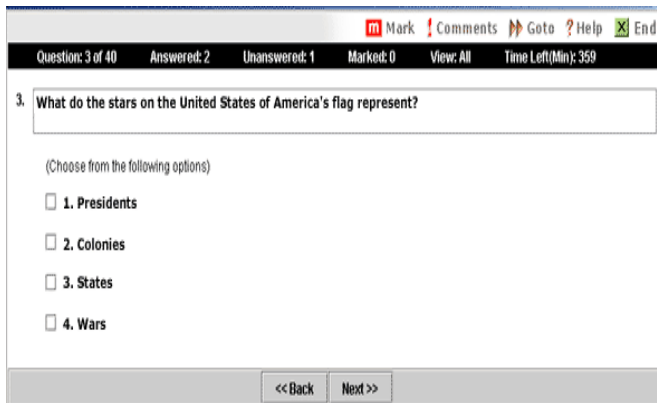 m Mark ! Comments Goto ? Help X End
Question: 3 of 40 Answered: 2 Unanswered: 1 Marked: 0 View: All Time Left(Min): 359
3. What do the stars on the United States of America's flag represent?
(Choose from the following options)
1. Presidents
2. Colonies
3. States
4. Wars
<< Back Next >>